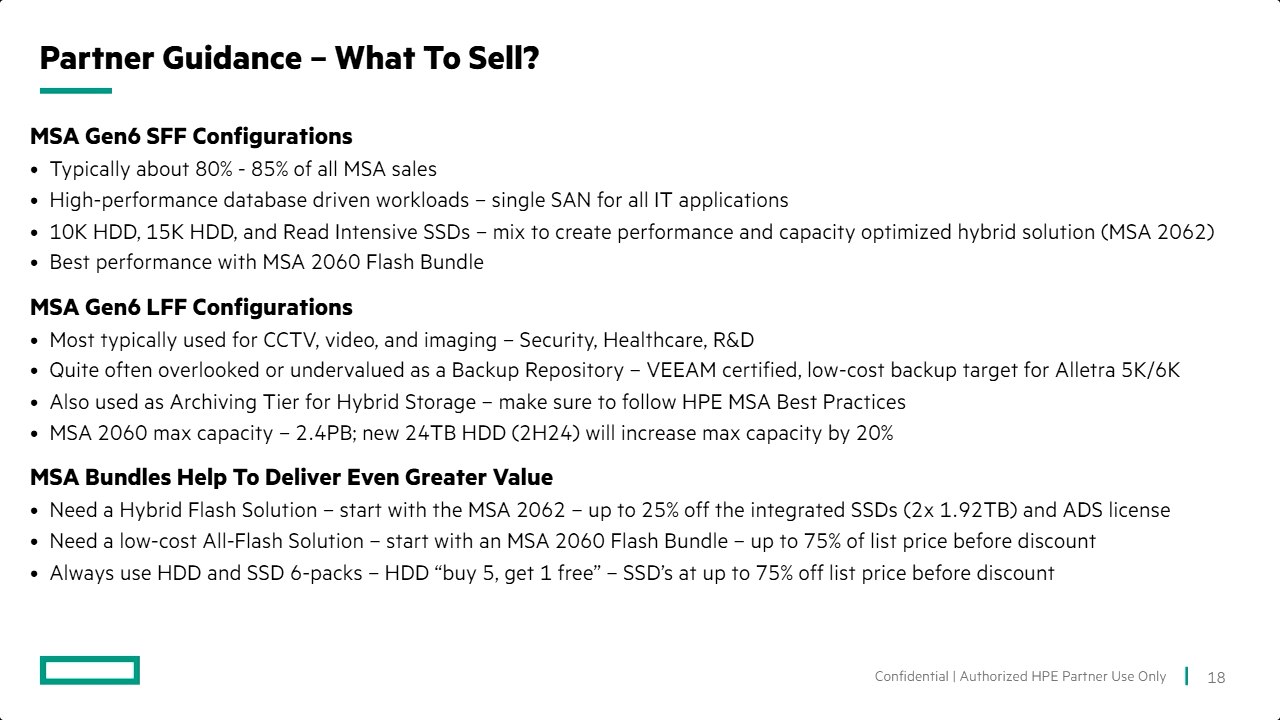 Partner Guidance – What To Sell?
MSA Gen6 SFF Configurations
• Typically about 80% - 85% of all MSA sales
• High-performance database driven workloads – single SAN for all IT applications
• 10K HDD, 15K HDD, and Read Intensive SSDs – mix to create performance and capacity optimized hybrid solution (MSA 2062)
• Best performance with MSA 2060 Flash Bundle
MSA Gen6 LFF Configurations
• Most typically used for CCTV, video, and imaging – Security, Healthcare, R&D
• Quite often overlooked or undervalued as a Backup Repository – VEEAM certified, low-cost backup target for Alletra 5K/6K
• Also used as Archiving Tier for Hybrid Storage – make sure to follow HPE MSA Best Practices
• MSA 2060 max capacity – 2.4PB; new 24TB HDD (2H24) will increase max capacity by 20%
MSA Bundles Help To Deliver Even Greater Value
• Need a Hybrid Flash Solution – start with the MSA 2062 – up to 25% off the integrated SSDs (2x 1.92TB) and ADS license
• Need a low-cost All-Flash Solution – start with an MSA 2060 Flash Bundle – up to 75% of list price before discount
• Always use HDD and SSD 6-packs – HDD “buy 5, get 1 free” – SSD’s at up to 75% off list price before discount
Confidential | Authorized HPE Partner Use Only
18